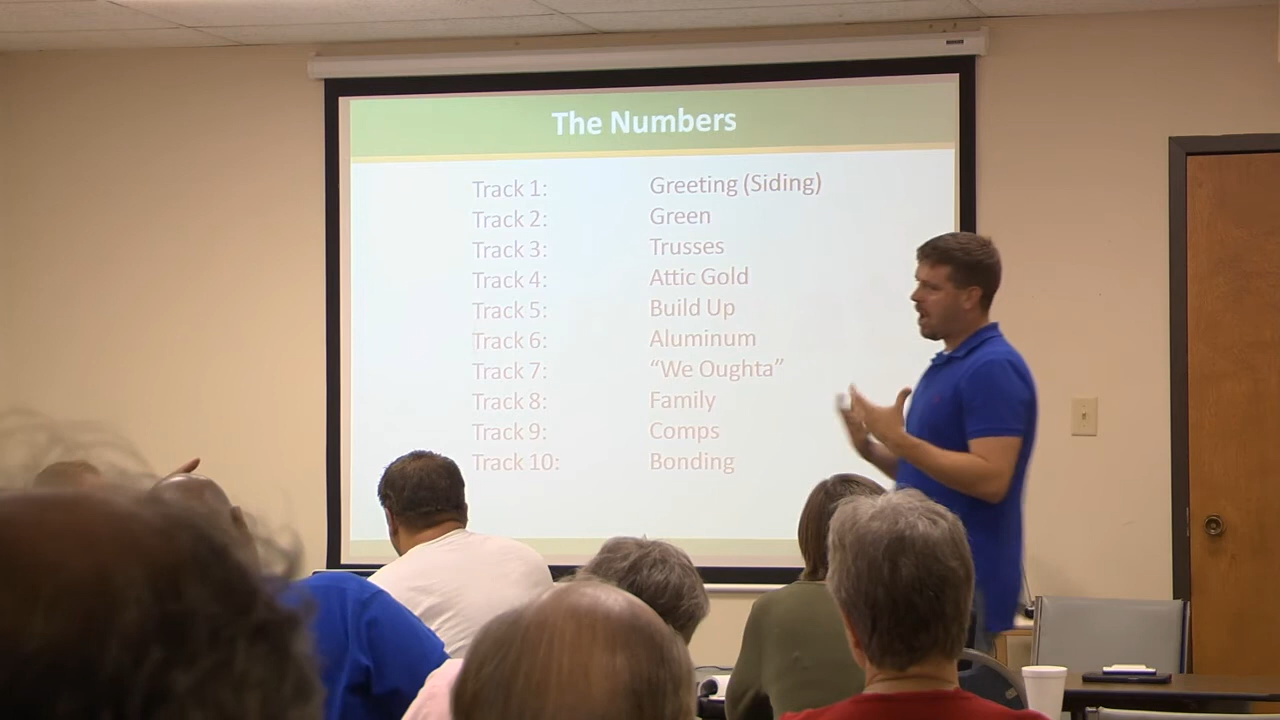 The Numbers
Track 1: Greeting (Siding)
Track 2: Green
Track 3: Trusses
Track 4: Attic Gold
Track 5: Build Up
Track 6: Aluminum
Track 7: “We Oughta”
Track 8: Family
Track 9: Comps
Track 10: Bonding